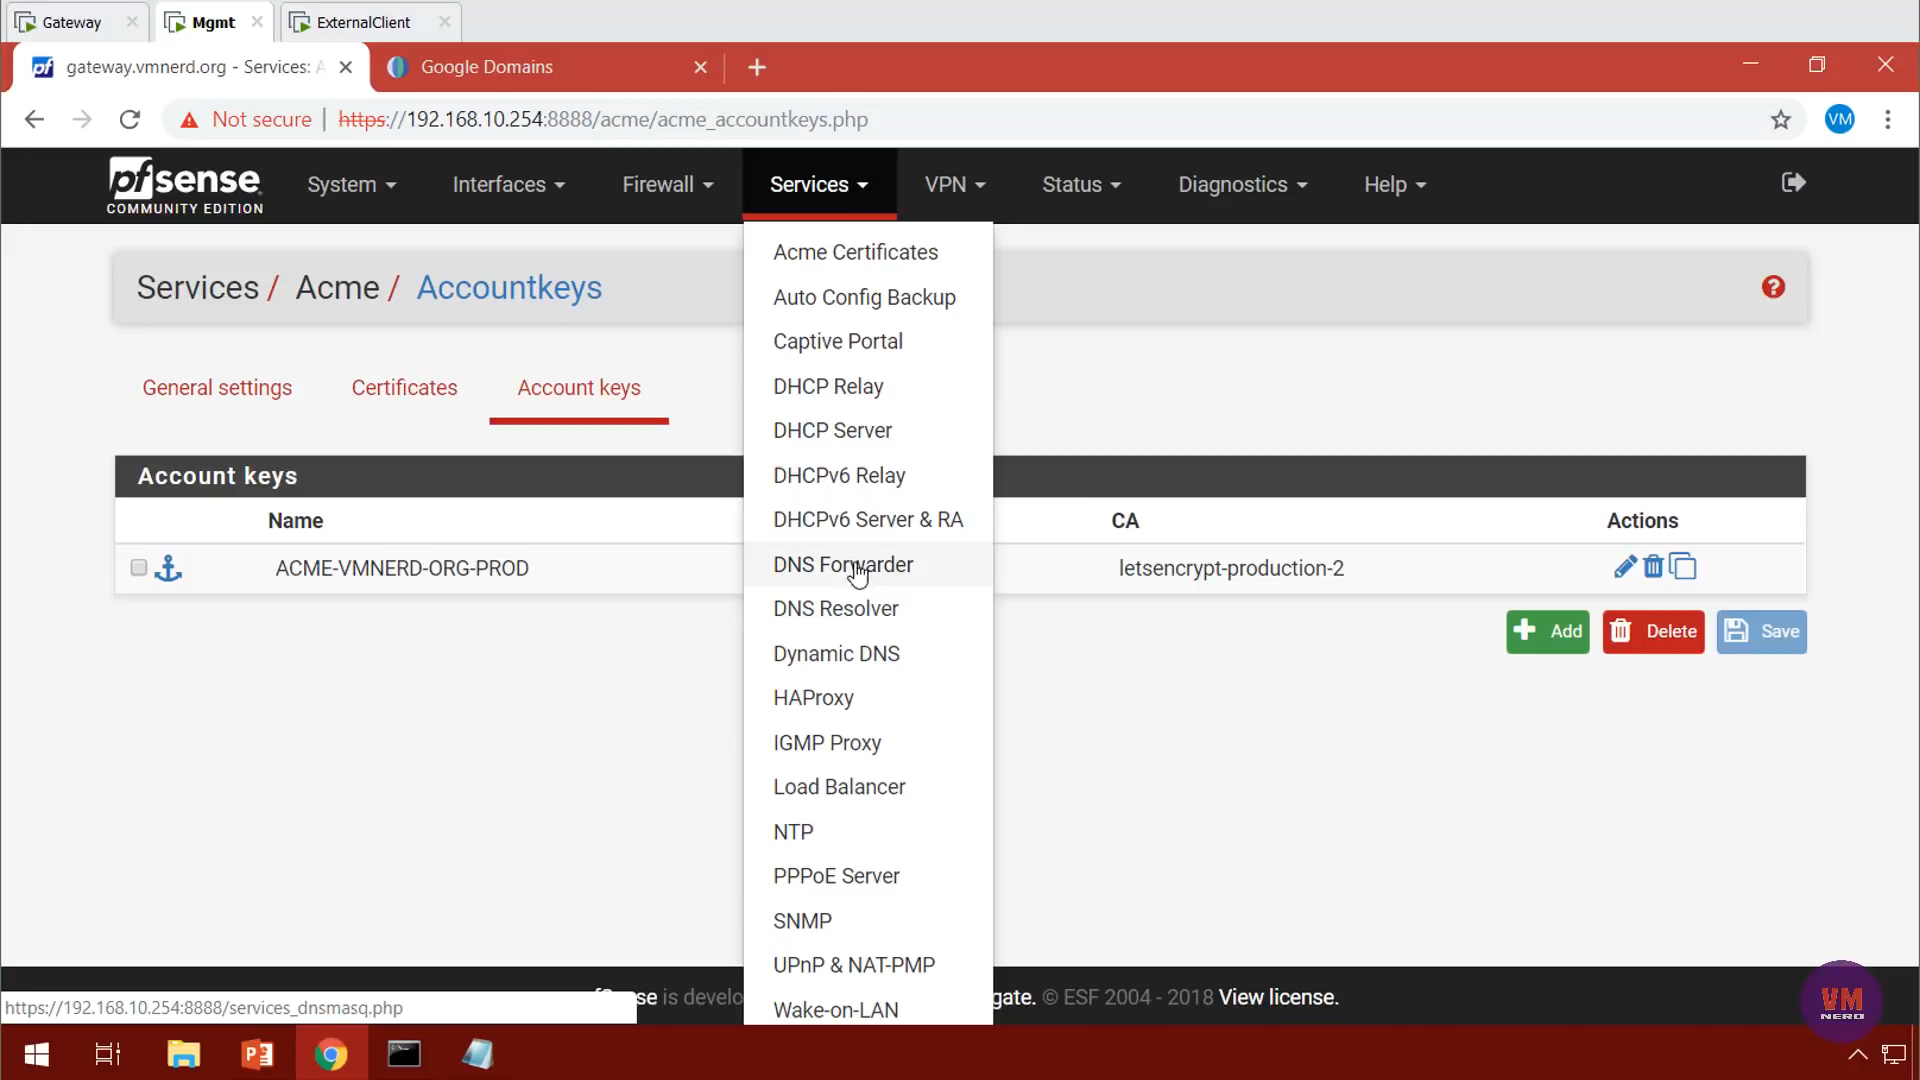 Gateway
Mgmt
ExternalClient
gateway.vmnerd.org - Services: A
Google Domains
Not secure | https://192.168.10.254:8888/acme/acme_accountkeys.php
VM
pfsense
COMMUNITY EDITION
System
Interfaces
Firewall
Services
VPN
Status
Diagnostics
Help
Services / Acme / Accountkeys
General settings
Certificates
Account keys
Acme Certificates
Auto Config Backup
Captive Portal
DHCP Relay
DHCP Server
DHCPv6 Relay
DHCPv6 Server & RA
DNS Forwarder
DNS Resolver
Dynamic DNS
HAProxy
IGMP Proxy
Load Balancer
NTP
PPPoE Server
SNMP
UPnP & NAT-PMP
Wake-on-LAN
Account keys
Name
CA
Actions
ACME-VMNERD-ORG-PROD
letsencrypt-production-2
Add
Delete
Save
is develo
gate. © ESF 2004 - 2018 View license.
https://192.168.10.254:8888/services_dnsmasq.php
VM
NERD